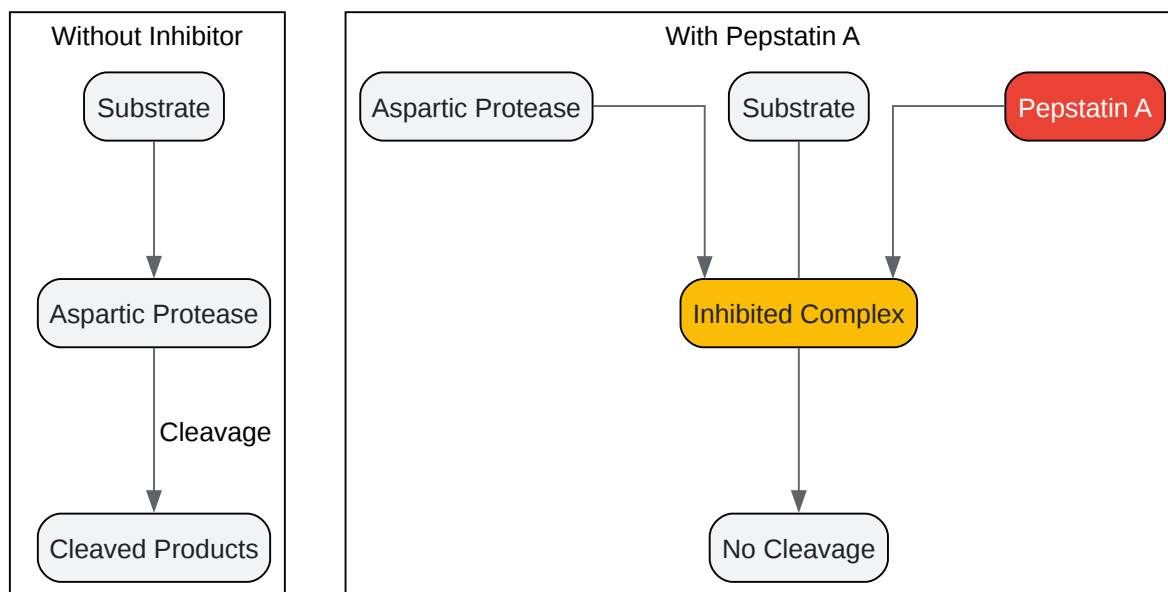 Without Inhibitor
Substrate
Aspartic Protease
Cleavage
Cleaved Products
With Pepstatin A
Aspartic Protease
Substrate
Pepstatin A
Inhibited Complex
No Cleavage